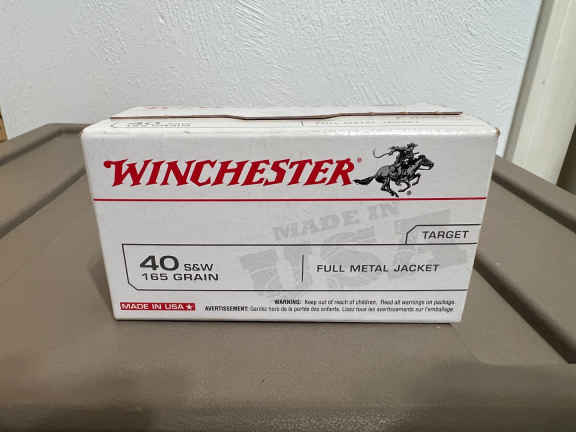 WINCHESTER®
MADE IN
USA
TARGET
40 S&W
165 GRAIN
FULL METAL JACKET
MADE IN USA
WARNING: Keep out of reach of children. Read all warnings on package.
AVERTISSEMENT: Gardez hors de la portée des enfants. Lisez tous les avertissements sur l'emballage.